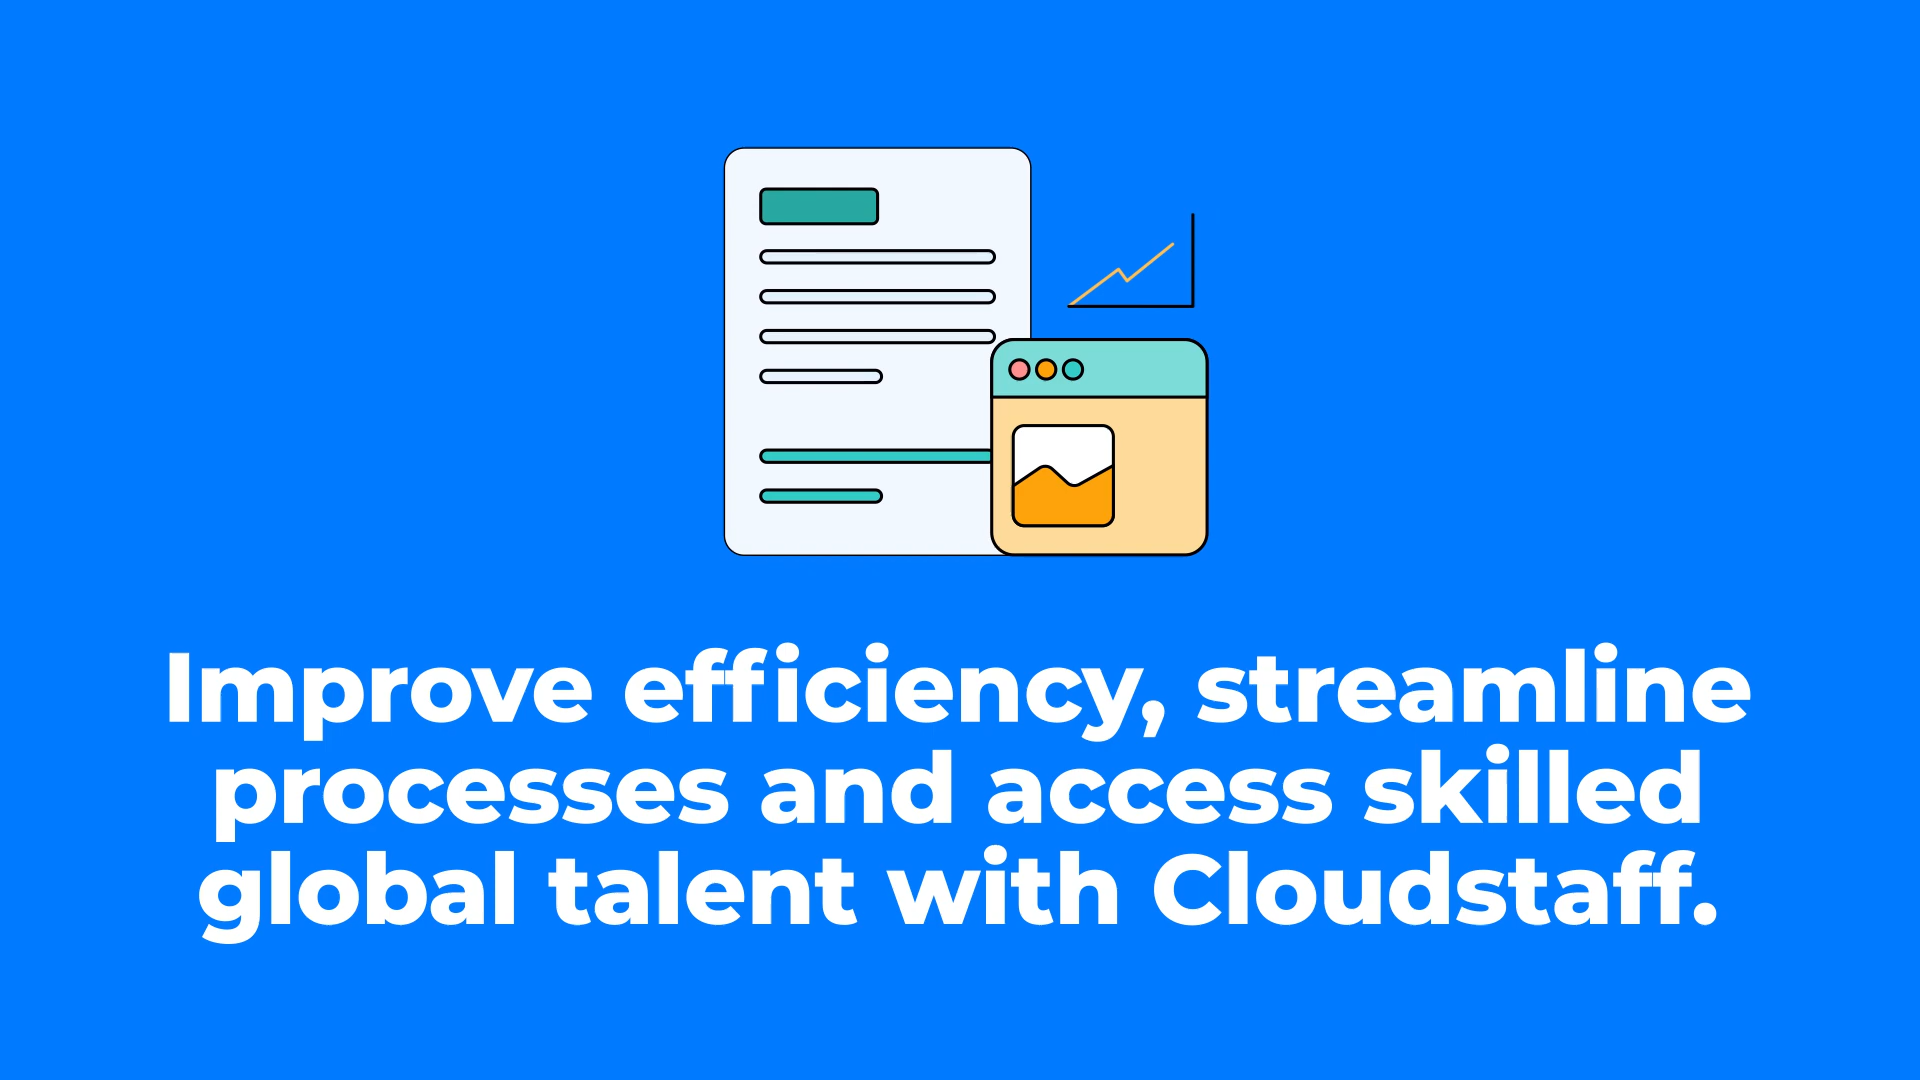 Improve efficiency, streamline
processes and access skilled
global talent with Cloudstaff.